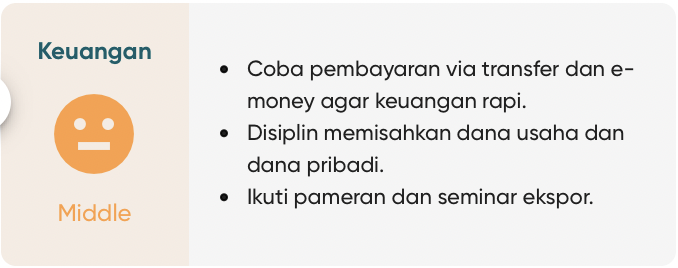 Keuangan
Middle
• Coba pembayaran via transfer dan e-
money agar keuangan rapi.
• Disiplin memisahkan dana usaha dan
dana pribadi.
• Ikuti pameran dan seminar ekspor.